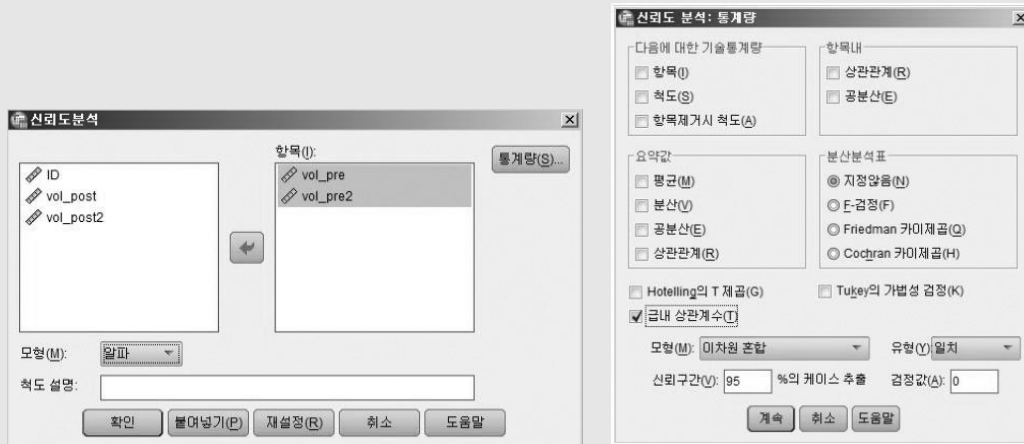 신뢰도분석
ID
vol_post
vol_post2
항목(I):
vol_pre
vol_pre2
통계량(S)...
모형(M): 알파
척도 설명:
확인 붙여넣기(P) 재설정(R) 취소 도움말
신뢰도 분석: 통계량
다음에 대한 기술통계량
항목(I)
척도(S)
항목제거시 척도(A)
항목내
상관관계(R)
공분산(E)
요약값
평균(M)
분산(V)
공분산(E)
상관관계(R)
분산분석표
지정않음(N)
F-검정(F)
Friedman 카이제곱(Q)
Cochran 카이제곱(H)
Hotelling의 T 제곱(G) Tukey의 가법성 검정(K)
급내 상관계수(T)
모형(M): 이차원 혼합 유형(Y): 일치
신뢰구간(V): 95 %의 케이스 추출 검정값(A): 0
계속 취소 도움말